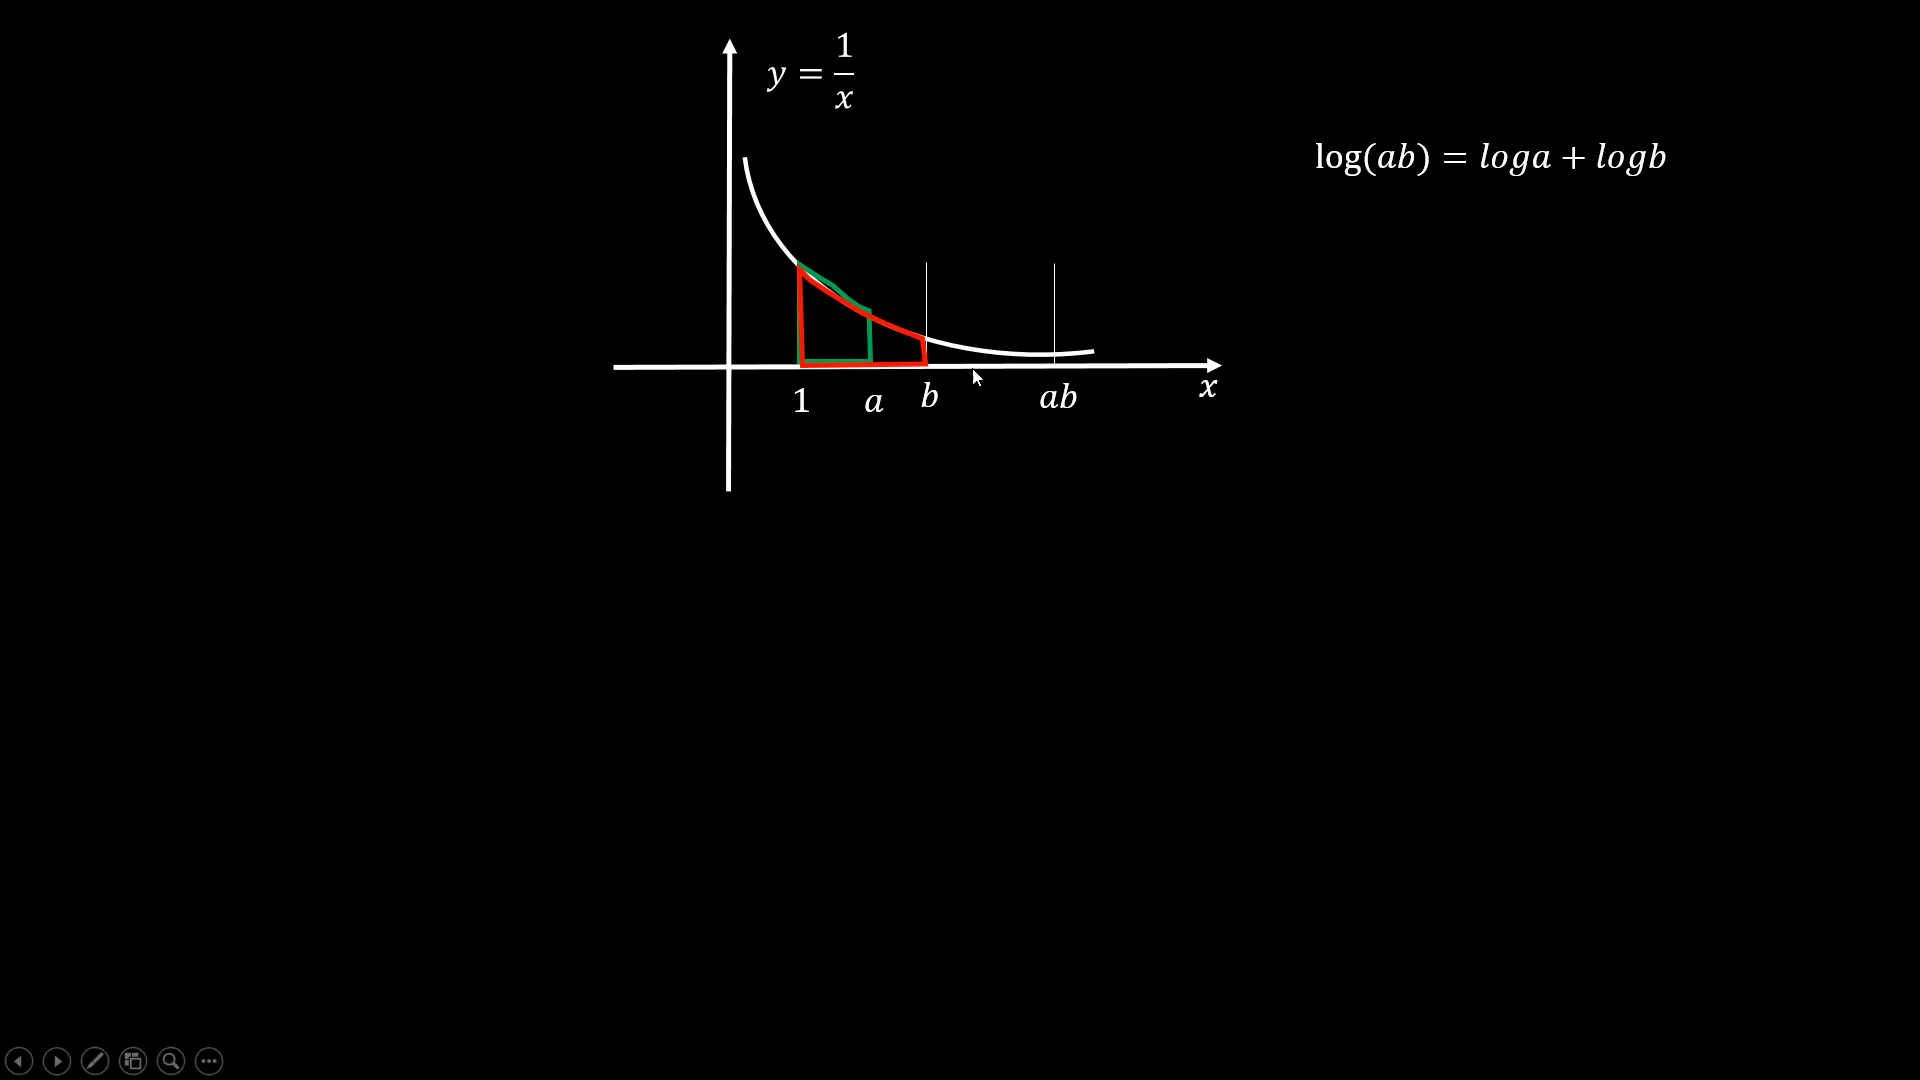 y = 1/x
log(ab) = loga + logb
1 a b ab x